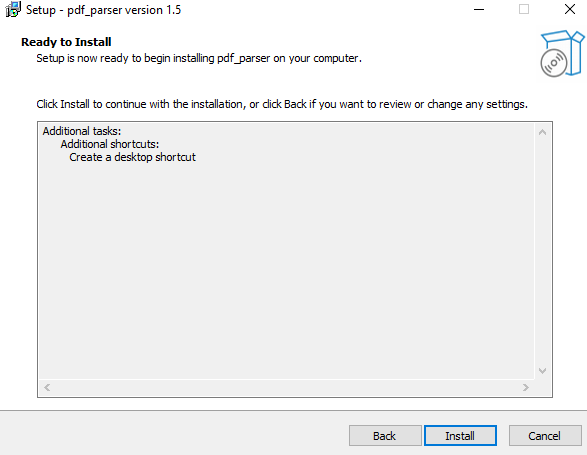 Setup - pdf_parser version 1.5
Ready to Install
Setup is now ready to begin installing pdf_parser on your computer.
Click Install to continue with the installation, or click Back if you want to review or change any settings.
Additional tasks:
Additional shortcuts:
Create a desktop shortcut
Back
Install
Cancel